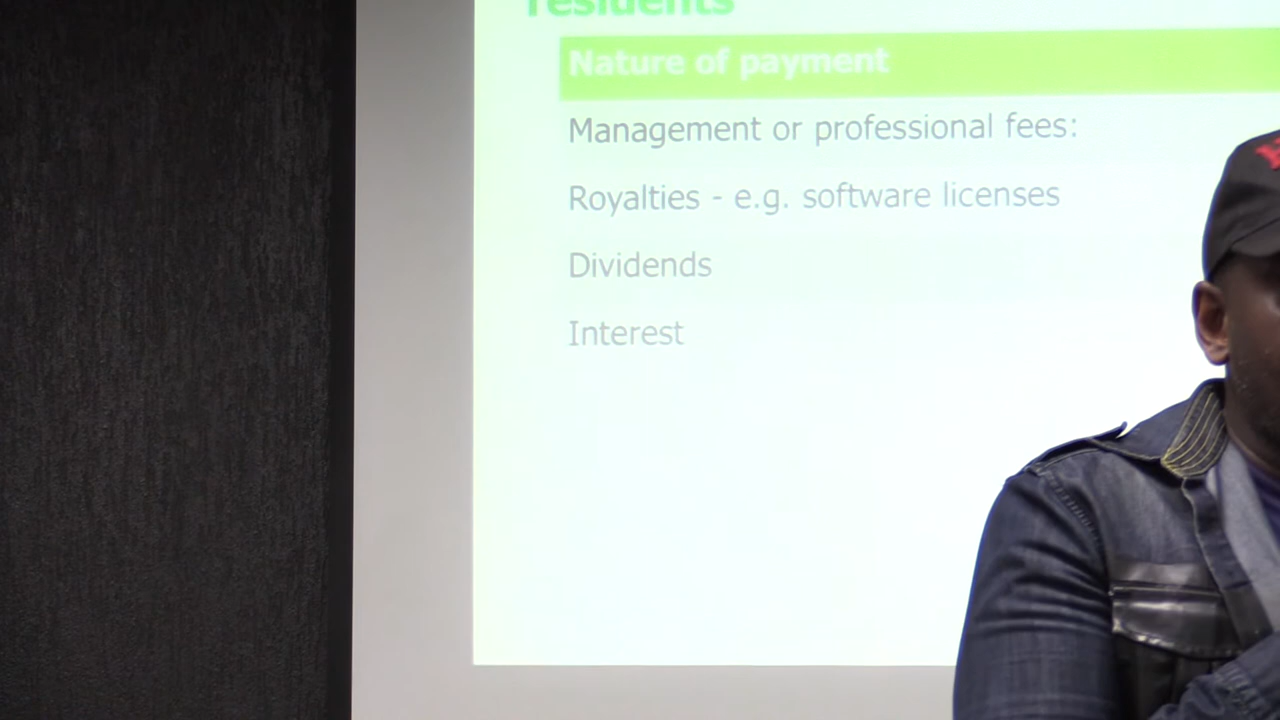 residents
Nature of payment
Management or professional fees:
Royalties - e.g. software licenses
Dividends
Interest